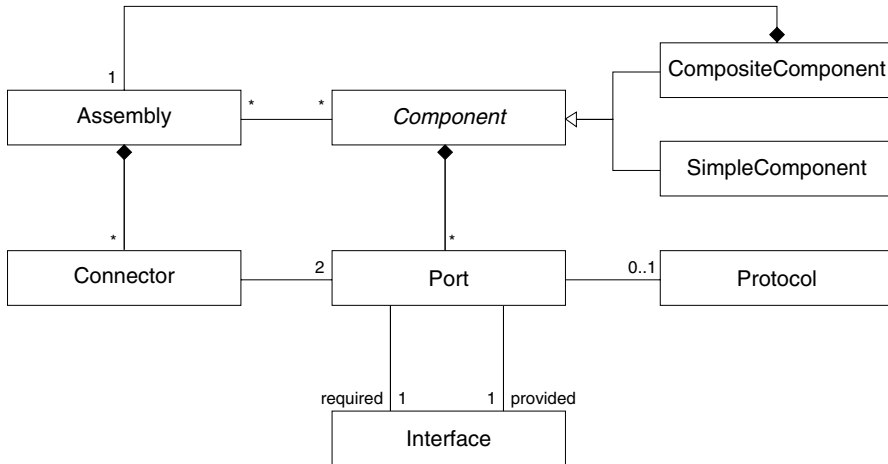 CompositeComponent
1
Assembly
*
*
Component
SimpleComponent
*
*
Connector
2
Port
0..1
Protocol
required
1
1
provided
Interface